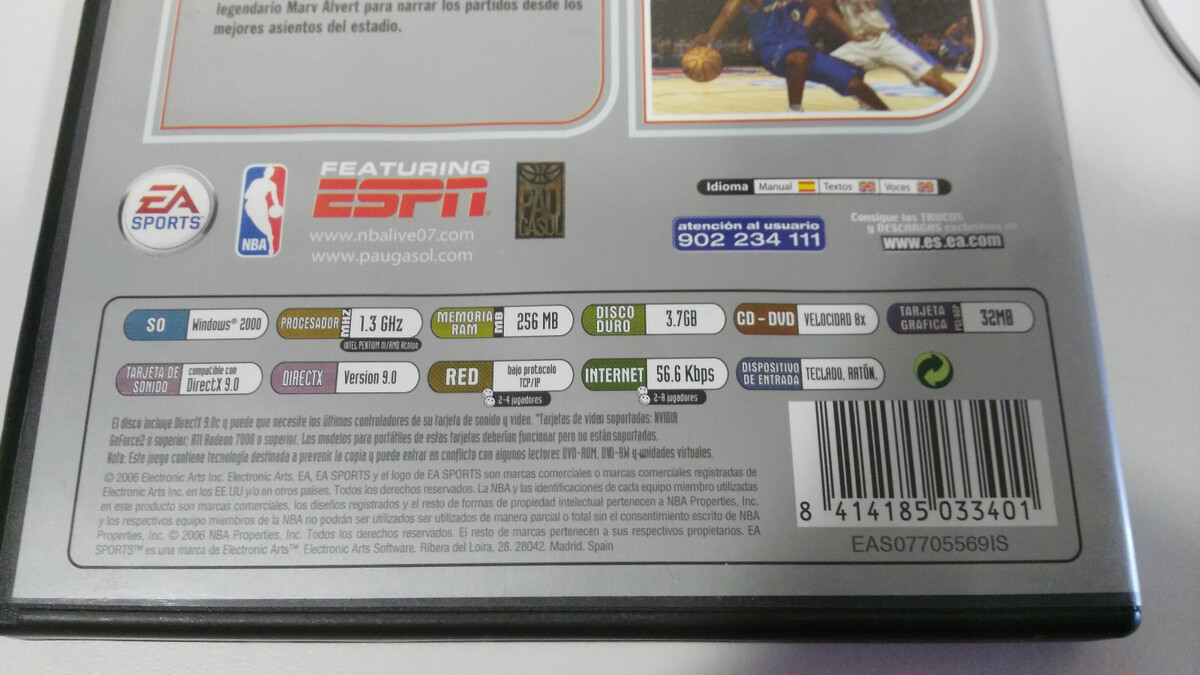 legendario Marv Alvert para narrar los partidos desde los
mejores asientos del estadio.
EA
SPORTS™
NBA
FEATURING
ESPN
www.nbalive07.com
www.paugasol.com
PAU
GASOL
Idioma Manual Textos Voces
atención al usuario
902 234 111
Consigue los TRUCOS
y DESCARGAS exclusivos en
www.es.ea.com
SO Windows® 2000
PROCESADOR MHZ 1.3 GHz
INTEL PENTIUM III/AMD Athlon
MEMORIA RAM MB 256 MB
DISCO DURO 3.7GB
CD - DVD VELOCIDAD 8x
TARJETA GRÁFICA PCI/AGP 32MB
TARJETA DE SONIDO compatible con DirectX 9.0
DIRECTX Version 9.0
RED bajo protocolo TCP/IP
2-4 jugadores
INTERNET 56.6 Kbps
2-8 jugadores
DISPOSITIVO DE ENTRADA TECLADO, RATÓN,
El disco incluye DirectX 9.0c y puede que necesite los últimos controladores de su tarjeta de sonido y video. *Tarjetas de video soportadas: NVIDIA
GeForce2 o superior; ATI Radeon 7000 o superior. Los modelos para portátiles de estas tarjetas deberían funcionar pero no están soportadas.
Nota: Este juego contiene tecnología destinada a prevenir la copia y puede entrar en conflicto con algunos lectores DVD-ROM, DVD-RW y unidades virtuales.
© 2006 Electronic Arts Inc. Electronic Arts, EA, EA SPORTS y el logo de EA SPORTS son marcas comerciales o marcas comerciales registradas de
Electronic Arts Inc. en los EE.UU y/o en otros países. Todos los derechos reservados. La NBA y las identificaciones de cada equipo miembro utilizadas
en este producto son marcas comerciales, los diseños registrados y el resto de formas de propiedad intelectual pertenecen a NBA Properties, Inc.
y los respectivos equipo miembros de la NBA no podrán ser utilizados ser utilizados de manera parcial o total sin el consentimiento escrito de NBA
Properties, Inc. © 2006 NBA Properties, Inc. Todos los derechos reservados. El resto de marcas pertenecen a sus respectivos propietarios. EA
SPORTS™ es una marca de Electronic Arts™. Electronic Arts Software. Ribera del Loira, 28. 28042. Madrid. Spain
8 414185 033401
EAS07705569IS